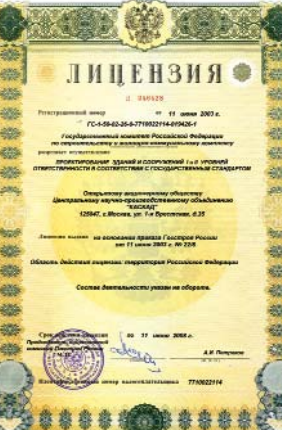 ЛИЦЕНЗИЯ
Регистрационный номер от 11 июня 2003 г.
ГС-1-50-02-26-0-7710022114-019426-1
Государственный комитет Российской Федерации
по строительству и жилищно-коммунальному комплексу
разрешает осуществление
ПРОЕКТИРОВАНИЕ ЗДАНИЙ И СООРУЖЕНИЙ I и II УРОВНЕЙ
ОТВЕТСТВЕННОСТИ В СООТВЕТСТВИИ С ГОСУДАРСТВЕННЫМ СТАНДАРТОМ
Открытому акционерному обществу
Центральному научно-производственному объединению
"КАСКАД"
125047, г.Москва, ул. 1-я Брестская, д.35
Лицензия выдана на основании приказа Госстроя России
от 11 июня 2003 г. №
Область действия лицензии: территория Российской Федерации
Состав деятельности указан на обороте.
Срок действия лицензии по 11 июня 2008 г.
Идентификационный номер налогоплательщика 7710022114